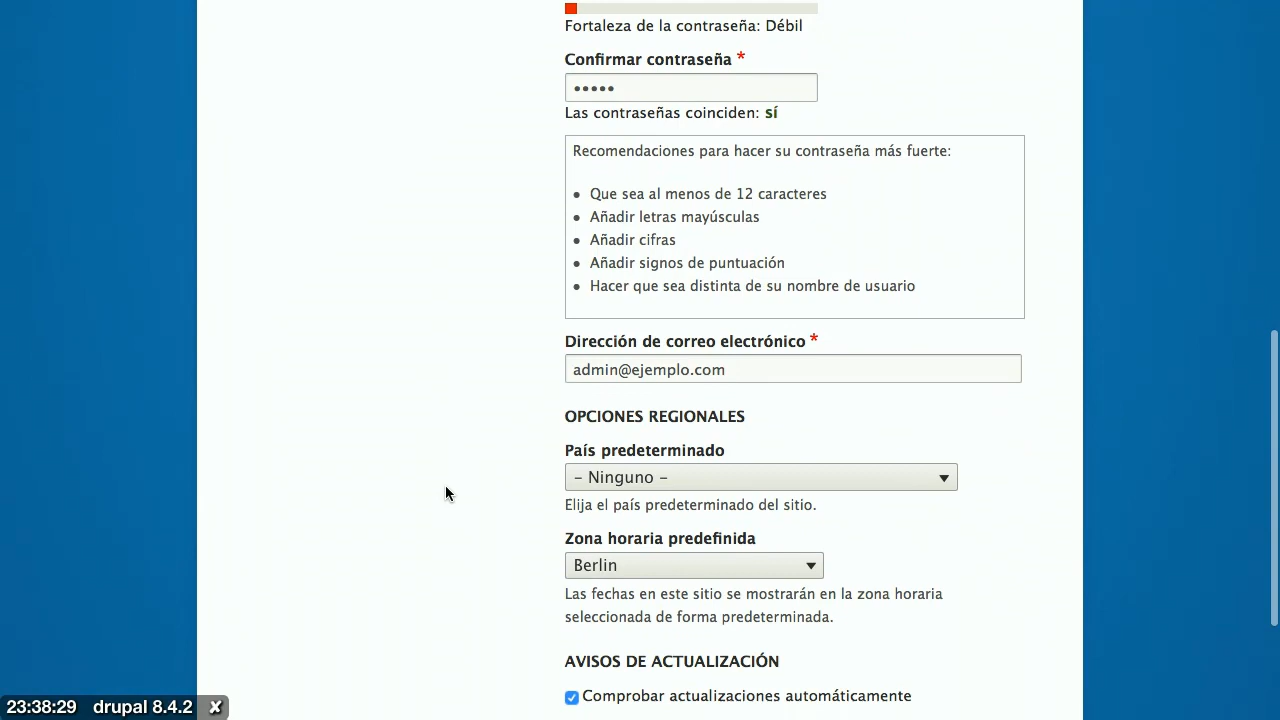 Fortaleza de la contraseña: Débil
Confirmar contraseña *
•••••
Las contraseñas coinciden: sí
Recomendaciones para hacer su contraseña más fuerte:
• Que sea al menos de 12 caracteres
• Añadir letras mayúsculas
• Añadir cifras
• Añadir signos de puntuación
• Hacer que sea distinta de su nombre de usuario
Dirección de correo electrónico *
admin@ejemplo.com
OPCIONES REGIONALES
País predeterminado
- Ninguno -
Elija el país predeterminado del sitio.
Zona horaria predefinida
Berlin
Las fechas en este sitio se mostrarán en la zona horaria
seleccionada de forma predeterminada.
AVISOS DE ACTUALIZACIÓN
Comprobar actualizaciones automáticamente
23:38:29 drupal 8.4.2 ✘